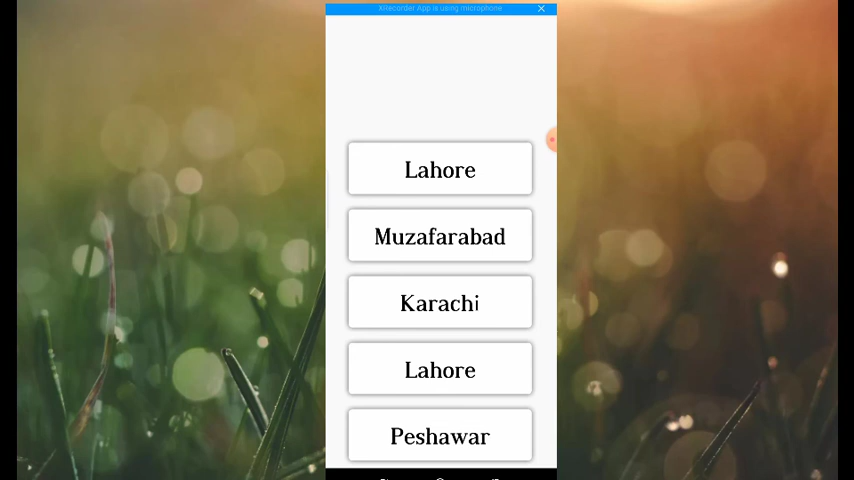 XRecorder App is using microphone
Lahore
Muzafarabad
Karachi
Lahore
Peshawar